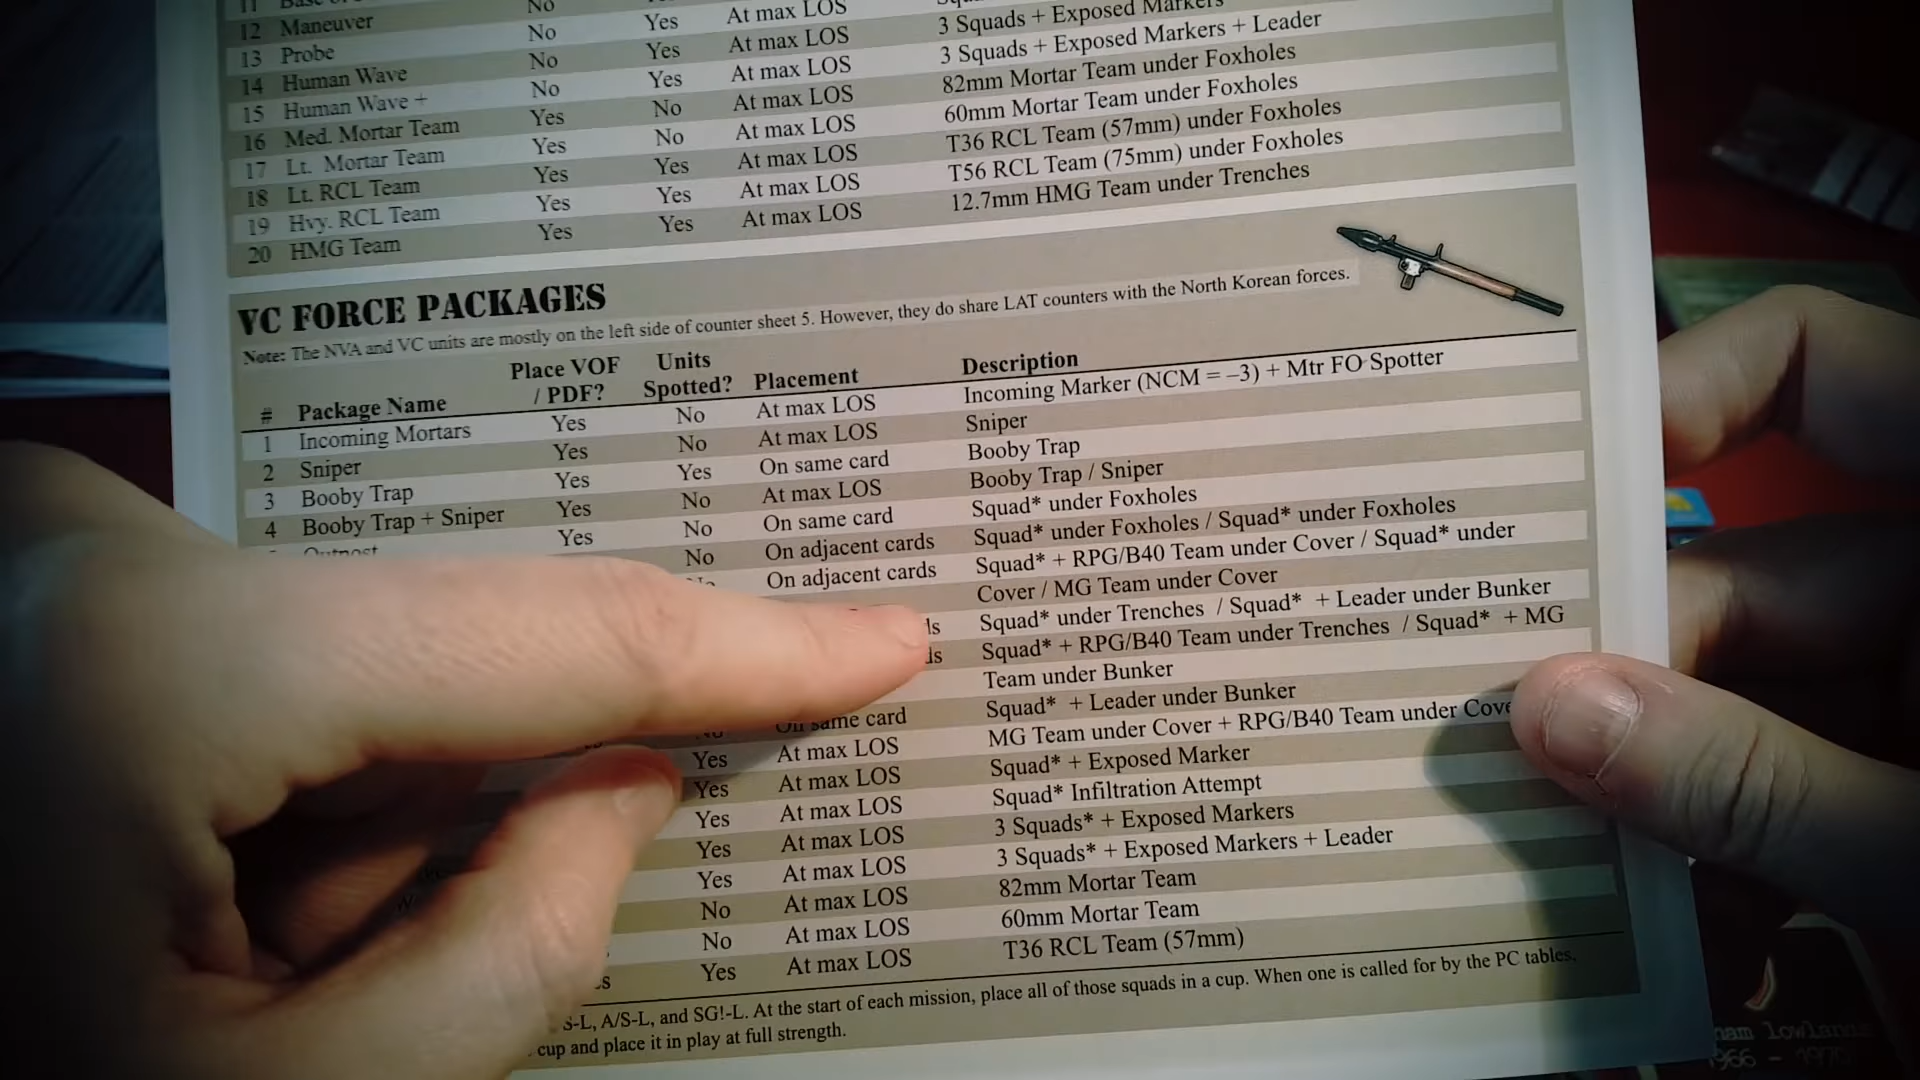 11
12 Maneuver No
13 Probe No Yes At max LOS
14 Human Wave No Yes At max LOS 3 Squads + Exposed Markers
15 Human Wave + No Yes At max LOS 3 Squads + Exposed Markers + Leader
16 Med. Mortar Team Yes No At max LOS 82mm Mortar Team under Foxholes
17 Lt. Mortar Team Yes No At max LOS 60mm Mortar Team under Foxholes
18 Lt. RCL Team Yes Yes At max LOS T36 RCL Team (57mm) under Foxholes
19 Hvy. RCL Team Yes Yes At max LOS T56 RCL Team (75mm) under Foxholes
20 HMG Team Yes Yes At max LOS 12.7mm HMG Team under Trenches
VC FORCE PACKAGES
Note: The NVA and VC units are mostly on the left side of counter sheet 5. However, they do share LAT counters with the North Korean forces.
Place VOF Units
# Package Name / PDF? Spotted? Placement Description
1 Incoming Mortars Yes No At max LOS Incoming Marker (NCM = –3) + Mtr FO Spotter
2 Sniper Yes No At max LOS Sniper
3 Booby Trap Yes Yes On same card Booby Trap
4 Booby Trap + Sniper Yes No At max LOS Booby Trap / Sniper
Outpost Yes No On same card Squad* under Foxholes
No On adjacent cards Squad* under Foxholes / Squad* under Foxholes
On adjacent cards Squad* + RPG/B40 Team under Cover / Squad* under
Cover / MG Team under Cover
Squad* under Trenches / Squad* + Leader under Bunker
Squad* + RPG/B40 Team under Trenches / Squad* + MG
Team under Bunker
On same card Squad* + Leader under Bunker
Yes At max LOS MG Team under Cover + RPG/B40 Team under
Yes At max LOS Squad* + Exposed Marker
Yes At max LOS Squad* Infiltration Attempt
Yes At max LOS 3 Squads* + Exposed Markers
Yes At max LOS 3 Squads* + Exposed Markers + Leader
No At max LOS 82mm Mortar Team
No At max LOS 60mm Mortar Team
Yes At max LOS T36 RCL Team (57mm)
S-L, A/S-L, and SG!-L. At the start of each mission, place all of those squads in a cup. When one is called for by the PC tables,
cup and place it in play at full strength.